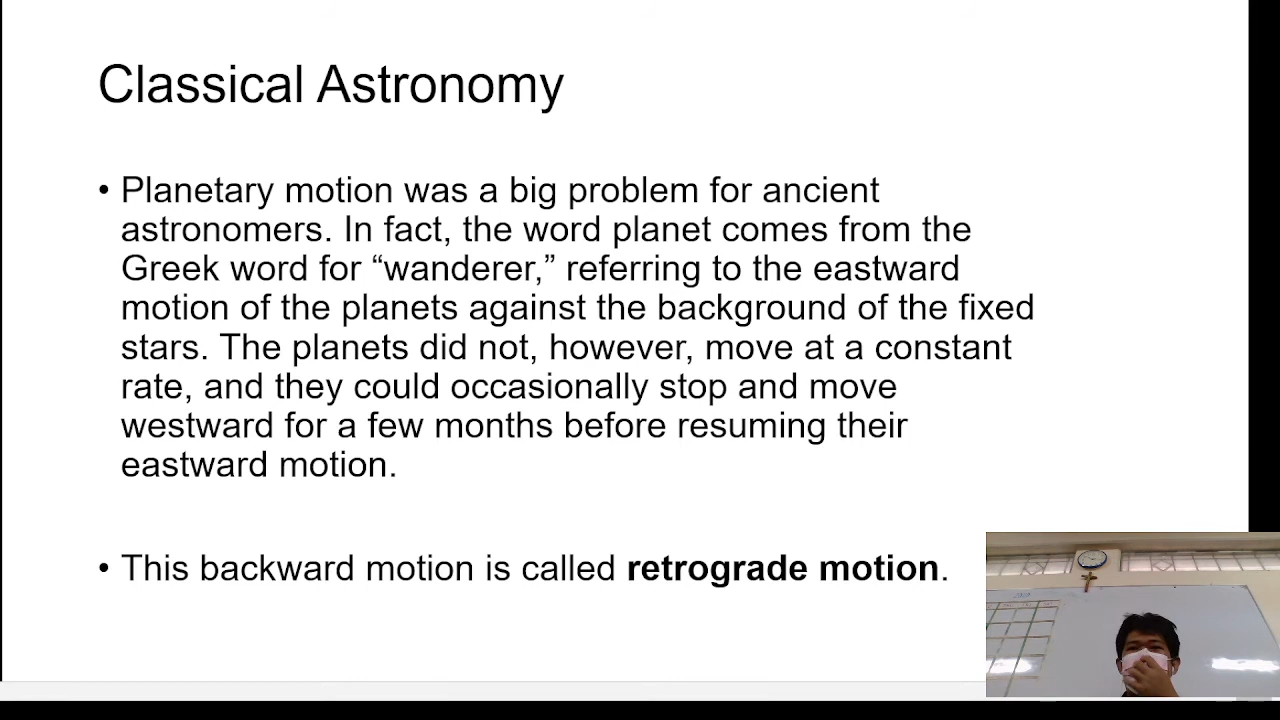 Classical Astronomy
• Planetary motion was a big problem for ancient
astronomers. In fact, the word planet comes from the
Greek word for “wanderer,” referring to the eastward
motion of the planets against the background of the fixed
stars. The planets did not, however, move at a constant
rate, and they could occasionally stop and move
westward for a few months before resuming their
eastward motion.
• This backward motion is called retrograde motion.